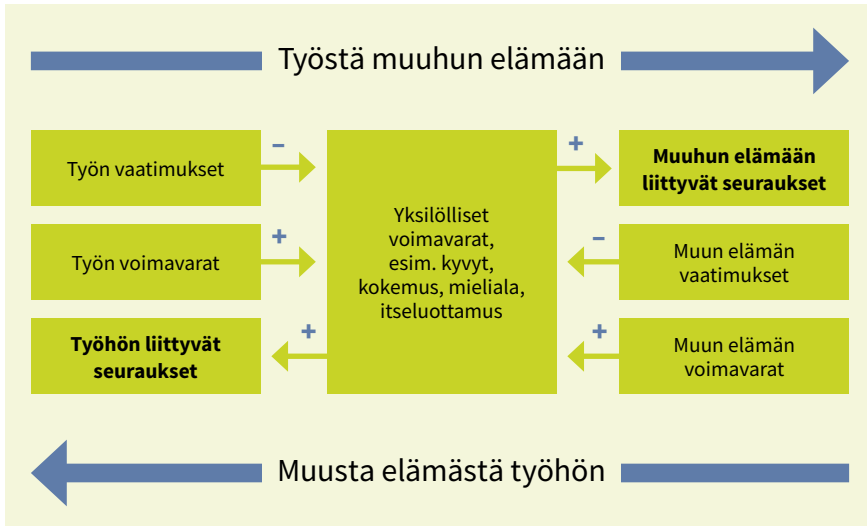 Työstä muuhun elämään
−
+
Työn vaatimukset
Muuhun elämään
liittyvät seuraukset
Yksilölliset
voimavarat,
esim. kyvyt,
kokemus, mieliala,
itseluottamus
+
−
Työn voimavarat
Muun elämän
vaatimukset
+
+
Työhön liittyvät
seuraukset
Muun elämän
voimavarat
Muusta elämästä työhön